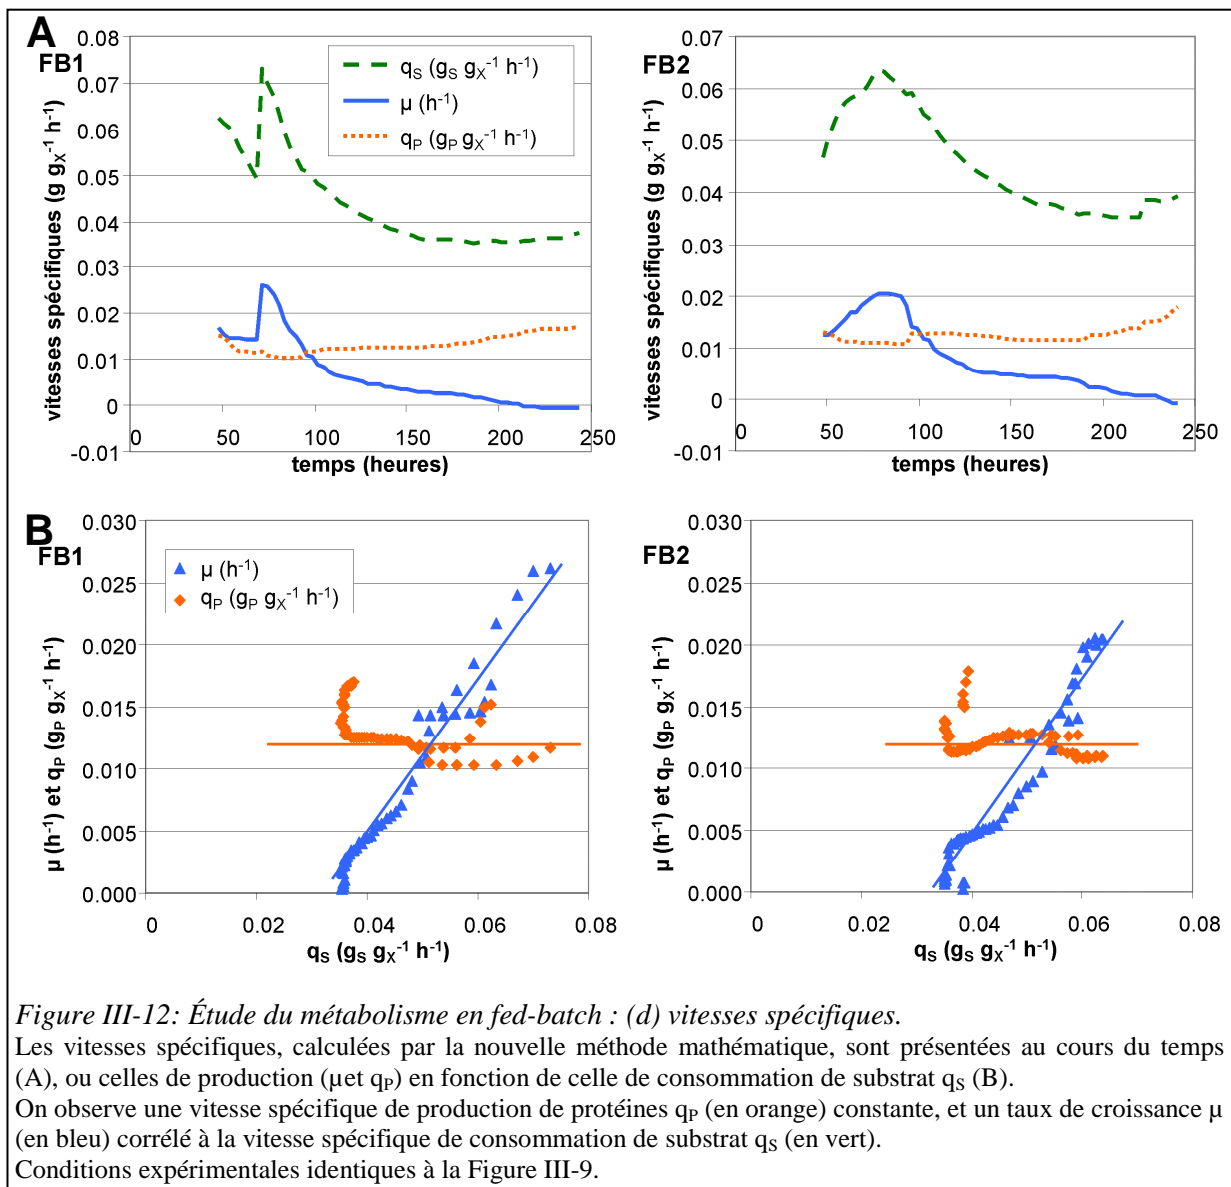 A
FB1
0.08
0.07
0.06
0.05
0.04
0.03
0.02
0.01
0
-0.01
vitesses spécifiques (g gX-1 h-1)
qS (gS gX-1 h-1)
µ (h-1)
qP (gP gX-1 h-1)
0 50 100 150 200 250
temps (heures)
FB2
0.07
0.06
0.05
0.04
0.03
0.02
0.01
0
-0.01
vitesses spécifiques (g gX-1 h-1)
0 50 100 150 200 250
temps (heures)
B
FB1
0.030
0.025
0.020
0.015
0.010
0.005
0.000
µ (h-1) et qP (gP gX-1 h-1)
µ (h-1)
qP (gP gX-1 h-1)
0 0.02 0.04 0.06 0.08
qS (gS gX-1 h-1)
FB2
0.030
0.025
0.020
0.015
0.010
0.005
0.000
µ (h-1) et qP (gP gX-1 h-1)
0 0.02 0.04 0.06 0.08
qS (gS gX-1 h-1)
Figure III-12: Étude du métabolisme en fed-batch : (d) vitesses spécifiques.
Les vitesses spécifiques, calculées par la nouvelle méthode mathématique, sont présentées au cours du temps
(A), ou celles de production (µet qP) en fonction de celle de consommation de substrat qS (B).
On observe une vitesse spécifique de production de protéines qP (en orange) constante, et un taux de croissance µ
(en bleu) corrélé à la vitesse spécifique de consommation de substrat qS (en vert).
Conditions expérimentales identiques à la Figure III-9.